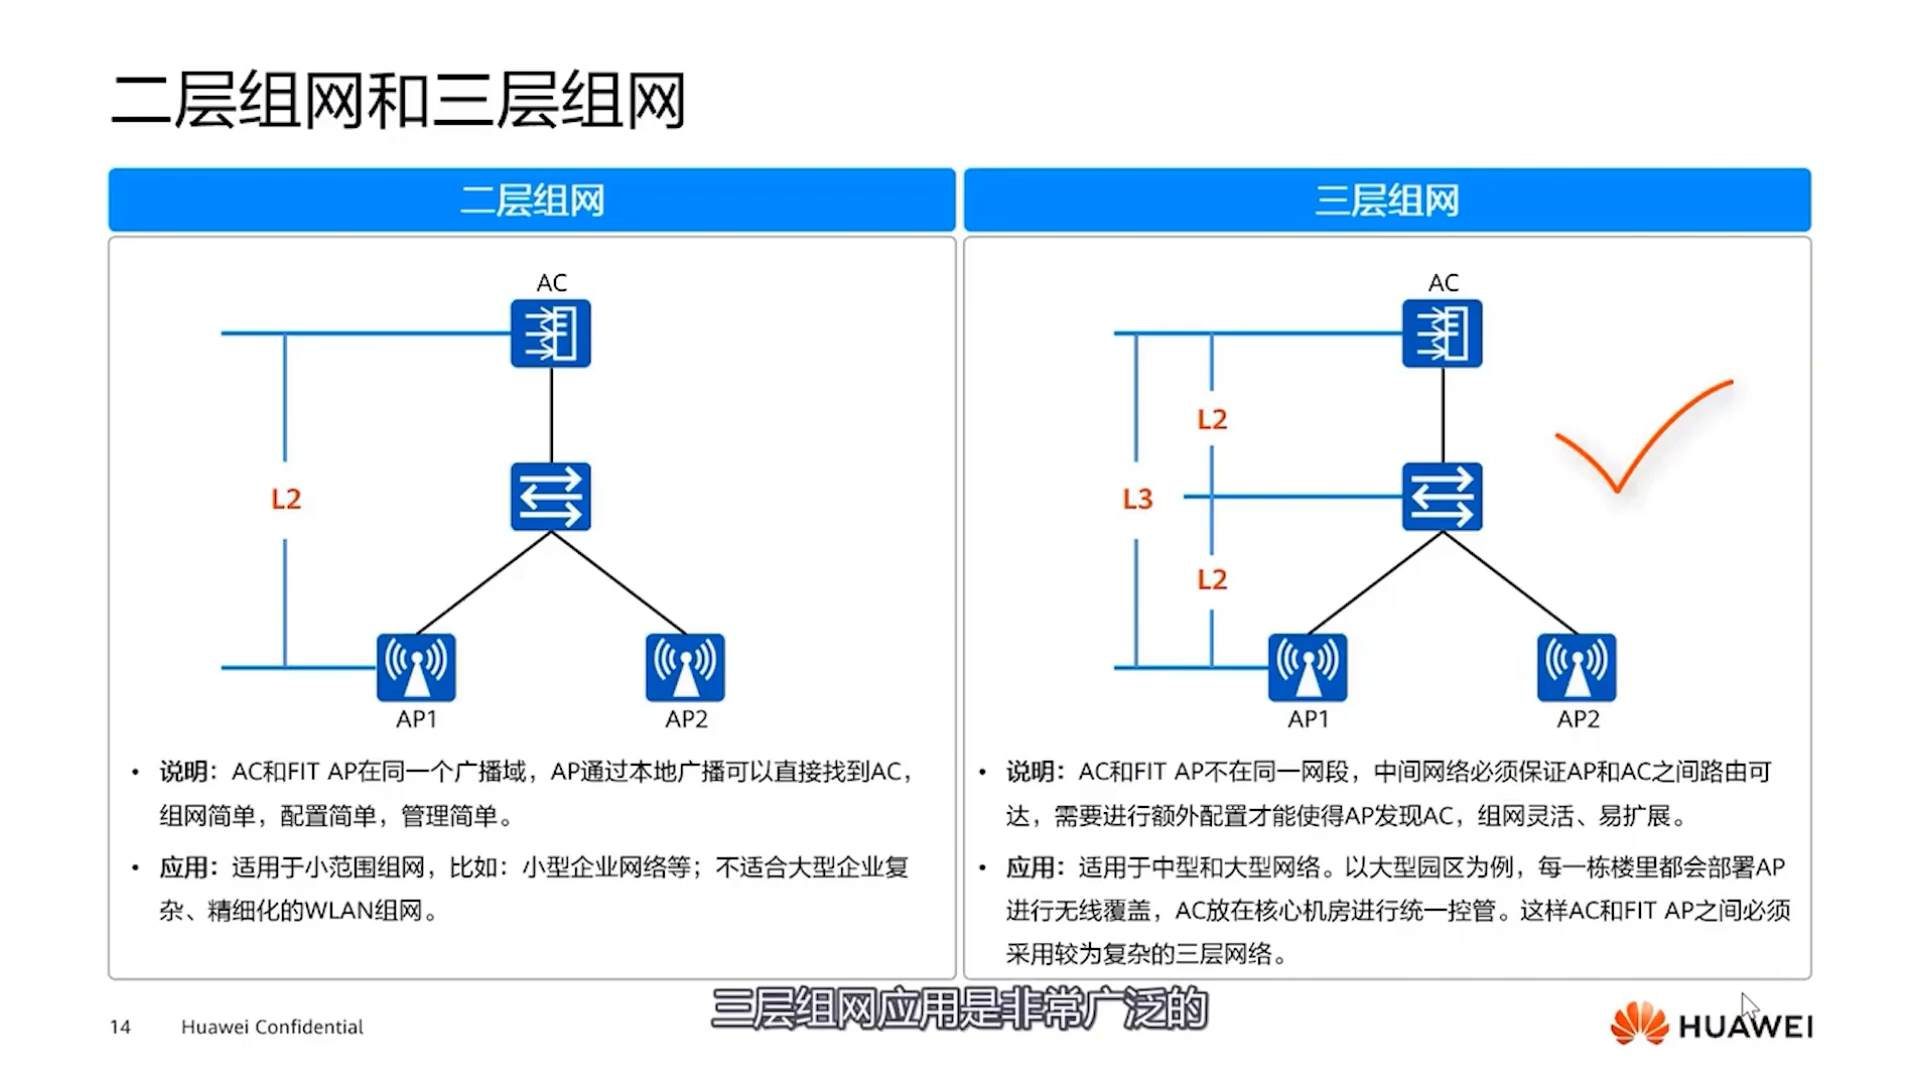 二层组网和三层组网
二层组网
AC
L2
AP1
AP2
• 说明：AC和FIT AP在同一个广播域，AP通过本地广播可以直接找到AC，
组网简单，配置简单，管理简单。
• 应用：适用于小范围组网，比如：小型企业网络等；不适合大型企业复
杂、精细化的WLAN组网。
三层组网
AC
L2
L3
L2
AP1
AP2
• 说明：AC和FIT AP不在同一网段，中间网络必须保证AP和AC之间路由可
达，需要进行额外配置才能使得AP发现AC，组网灵活、易扩展。
• 应用：适用于中型和大型网络。以大型园区为例，每一栋楼里都会部署AP
进行无线覆盖，AC放在核心机房进行统一控管。这样AC和FIT AP之间必须
采用较为复杂的三层网络。
三层组网应用是非常广泛的
14
Huawei Confidential
HUAWEI